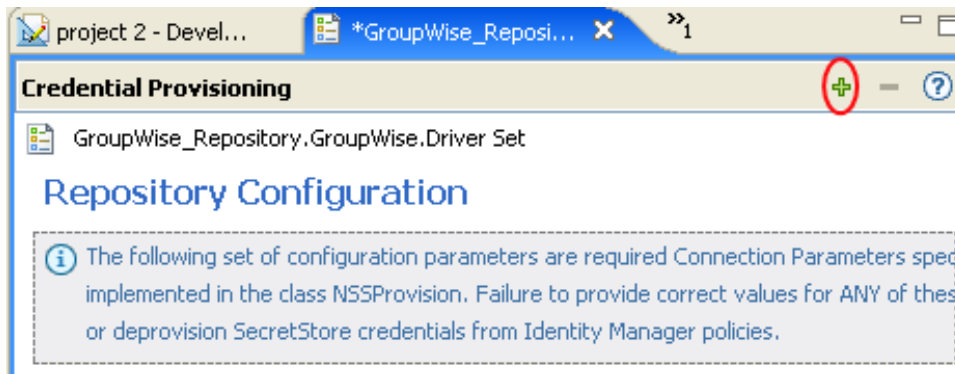 project 2 - Devel...
*GroupWise_Reposi...
»1
Credential Provisioning
GroupWise_Repository.GroupWise.Driver Set
Repository Configuration
The following set of configuration parameters are required Connection Parameters spec
implemented in the class NSSProvision. Failure to provide correct values for ANY of thes
or deprovision SecretStore credentials from Identity Manager policies.